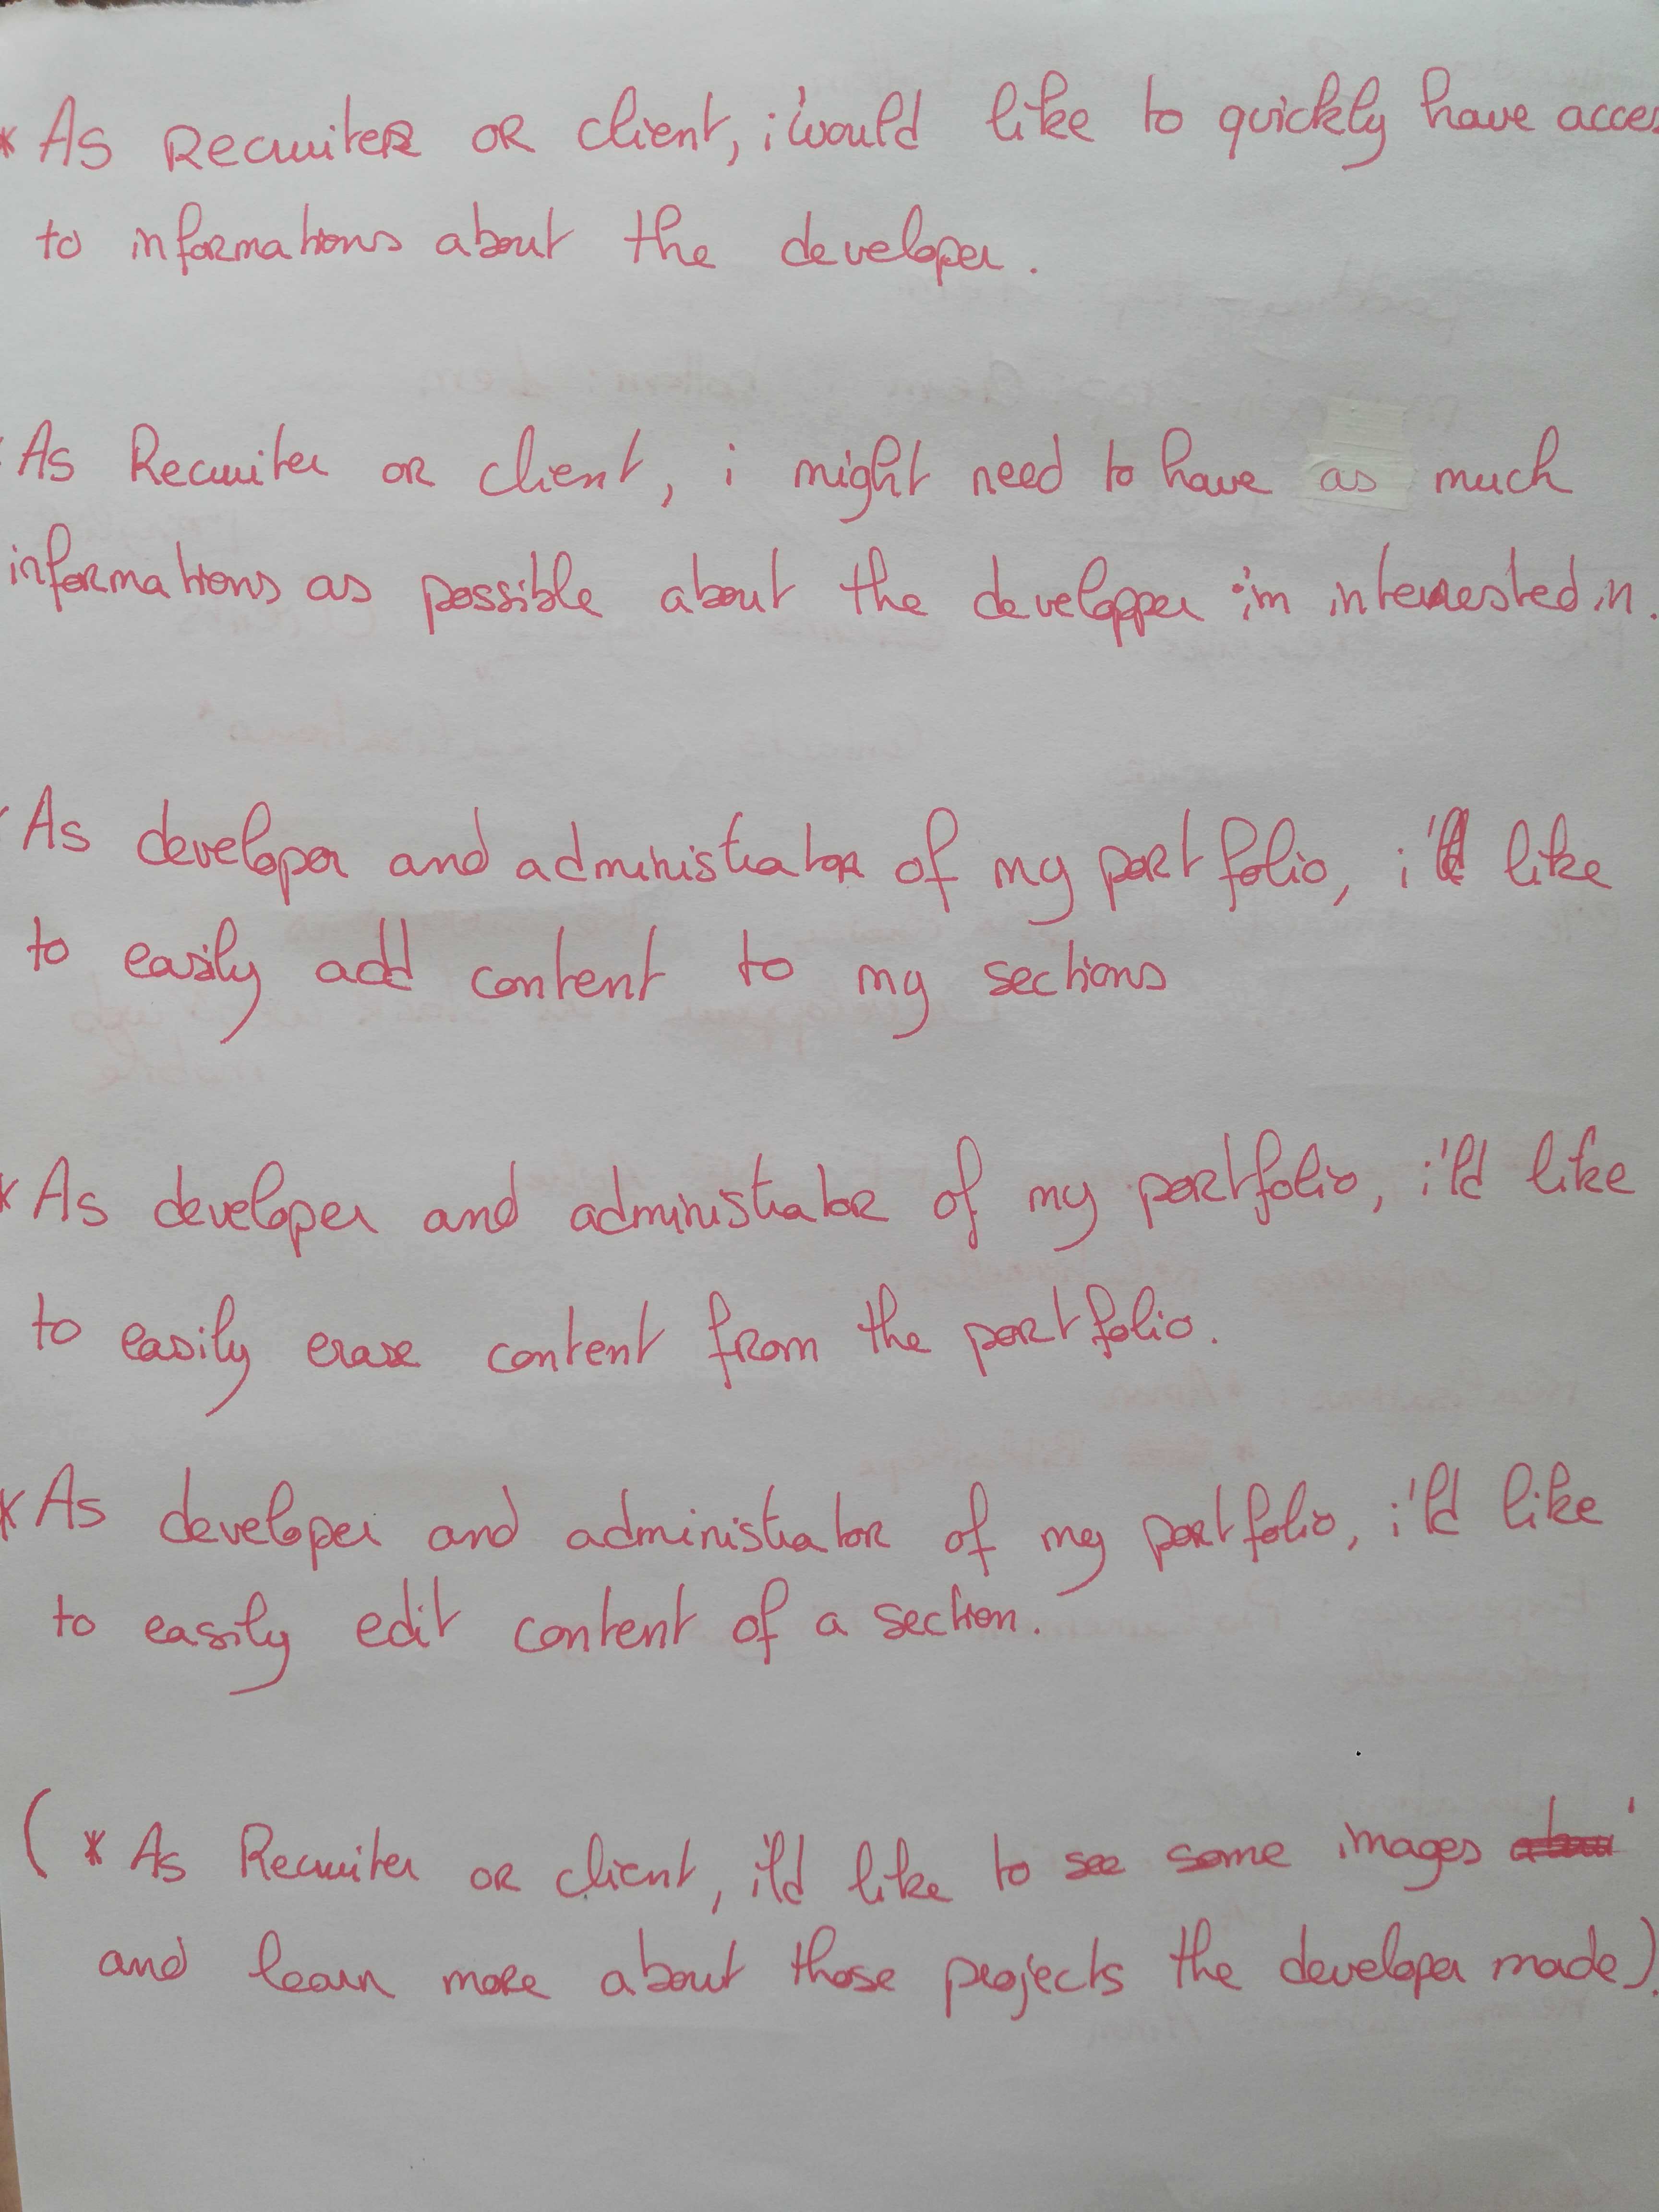 * As Recruiter or client, i would like to quickly have acces
to informations about the developer.
As Recruiter or client, i might need to have as much
informations as possible about the developper i'm interested in.
As developer and administrator of my portfolio, i'd like
to easily add content to my sections
* As developer and administrator of my portfolio, i'ld like
to easily erase content from the portfolio.
* As developer and administrator of my portfolio, i'ld like
to easily edit content of a section.
( * As Recruiter or client, i'ld like to see some images
and learn more about those projects the developer made).